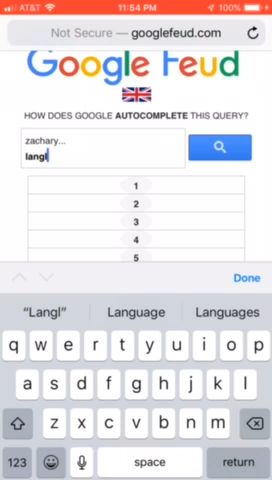 AT&T 11:54 PM 100%
Not Secure — googlefeud.com
Google Feud
HOW DOES GOOGLE AUTOCOMPLETE THIS QUERY?
zachary...
langl
1
2
3
4
5
Done
“Langl” Language Languages
q w e r t y u i o p
a s d f g h j k l
z x c v b n m
123 space return